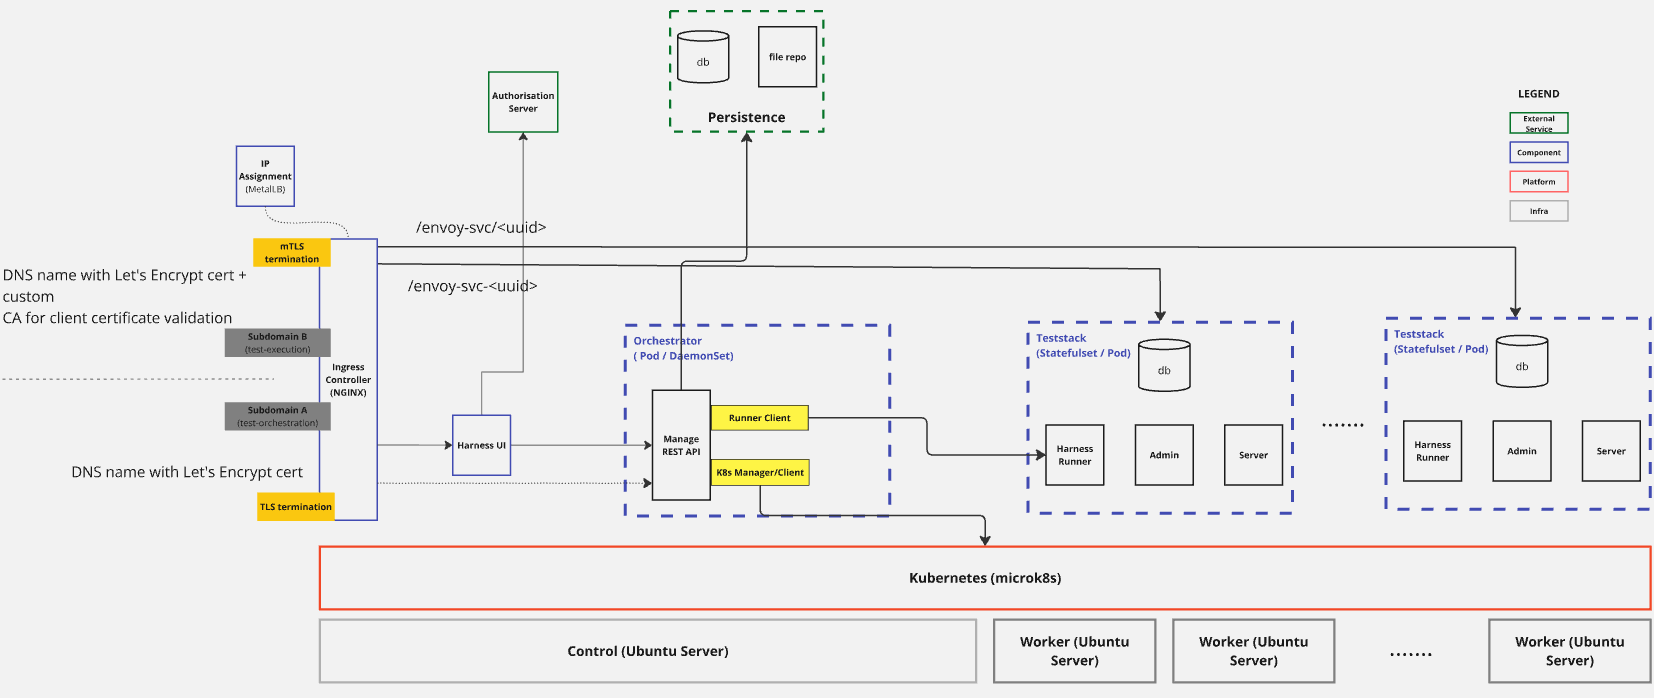 db
file repo
Persistence
Authorisation
Server
LEGEND
External
Service
Component
Platform
Infra
IP
Assignment
(MetalLB)
/envoy-svc/<uuid>
mTLS
termination
DNS name with Let's Encrypt cert +
custom
CA for client certificate validation
/envoy-svc-<uuid>
Subdomain B
(test-execution)
Ingress
Controller
(NGINX)
Subdomain A
(test-orchestration)
DNS name with Let's Encrypt cert
TLS termination
Harness UI
Orchestrator
( Pod / DaemonSet)
Manage
REST API
Runner Client
K8s Manager/Client
Teststack
(Statefulset / Pod)
db
Harness
Runner
Admin
Server
.......
Teststack
(Statefulset / Pod)
db
Harness
Runner
Admin
Server
Kubernetes (microk8s)
Control (Ubuntu Server)
Worker (Ubuntu
Server)
Worker (Ubuntu
Server)
.......
Worker (Ubuntu
Server)